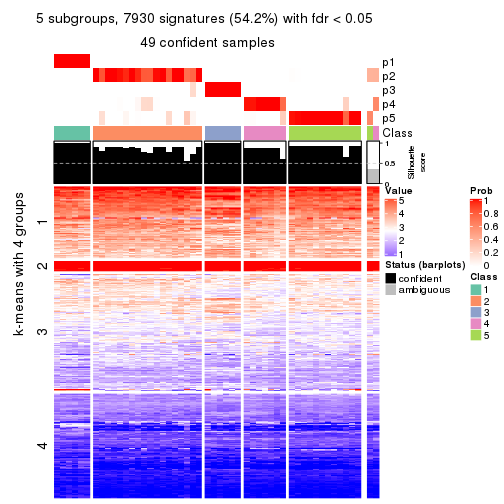 5 subgroups, 7930 signatures (54.2%) with fdr < 0.05
49 confident samples
p1
p2
p3
p4
p5
Class
1
0.5
0
Silhouette
score
k-means with 4 groups
1
2
3
4
Value
5
4
3
2
1
Status (barplots)
confident
ambiguous
Prob
1
0.8
0.6
0.4
0.2
0
Class
1
2
3
4
5